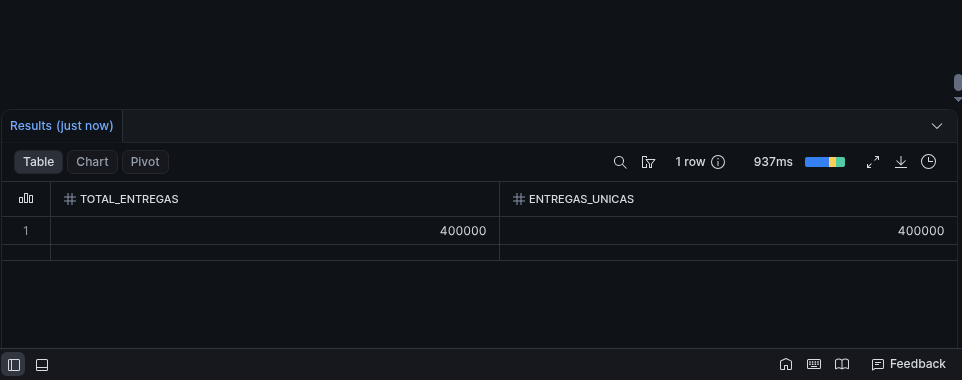 Results (just now)
Table Chart Pivot 1 row 937ms
TOTAL_ENTREGAS ENTREGAS_UNICAS
1 400000 400000
Feedback